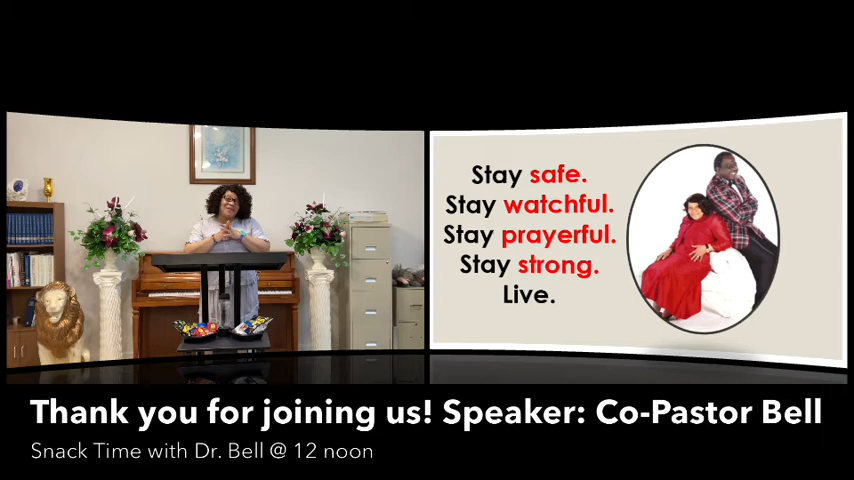 Stay safe.
Stay watchful.
Stay prayerful.
Stay strong.
Live.
Thank you for joining us! Speaker: Co-Pastor Bell
Snack Time with Dr. Bell @ 12 noon